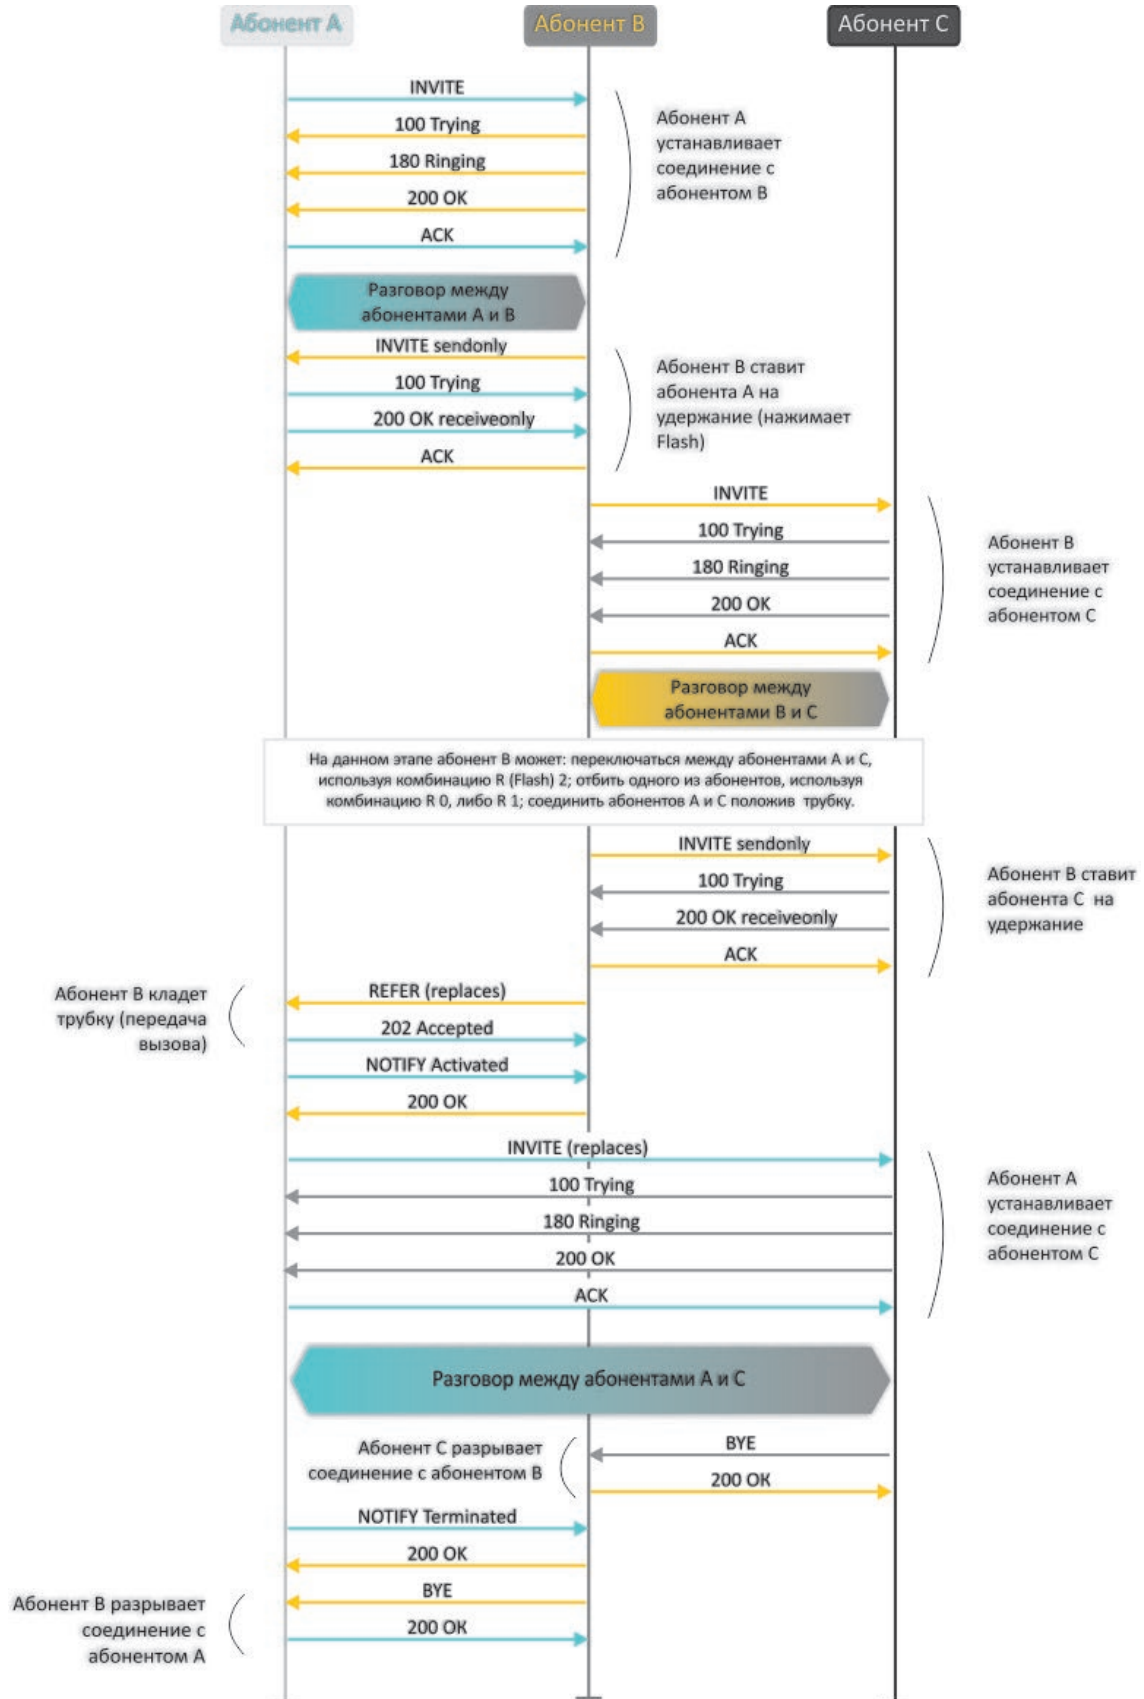 Абонент А
Абонент В
Абонент С
INVITE
100 Trying
180 Ringing
200 OK
ACK
Абонент А
устанавливает
соединение с
абонентом В
Разговор между
абонентами А и В
INVITE sendonly
100 Trying
200 OK receiveonly
ACK
Абонент В ставит
абонента А на
удержание (нажимает
Flash)
INVITE
100 Trying
180 Ringing
200 OK
ACK
Абонент В
устанавливает
соединение с
абонентом С
Разговор между
абонентами В и С
На данном этапе абонент В может: переключаться между абонентами А и С,
используя комбинацию R (Flash) 2; отбить одного из абонентов, используя
комбинацию R 0, либо R 1; соединить абонентов А и С положив трубку.
INVITE sendonly
100 Trying
200 OK receiveonly
ACK
Абонент В ставит
абонента С на
удержание
Абонент В кладет
трубку (передача
вызова)
REFER (replaces)
202 Accepted
NOTIFY Activated
200 OK
INVITE (replaces)
100 Trying
180 Ringing
200 OK
ACK
Абонент А
устанавливает
соединение с
абонентом С
Разговор между абонентами А и С
Абонент С разрывает
соединение с абонентом В
BYE
200 OK
NOTIFY Terminated
200 OK
BYE
200 OK
Абонент В разрывает
соединение с
абонентом А